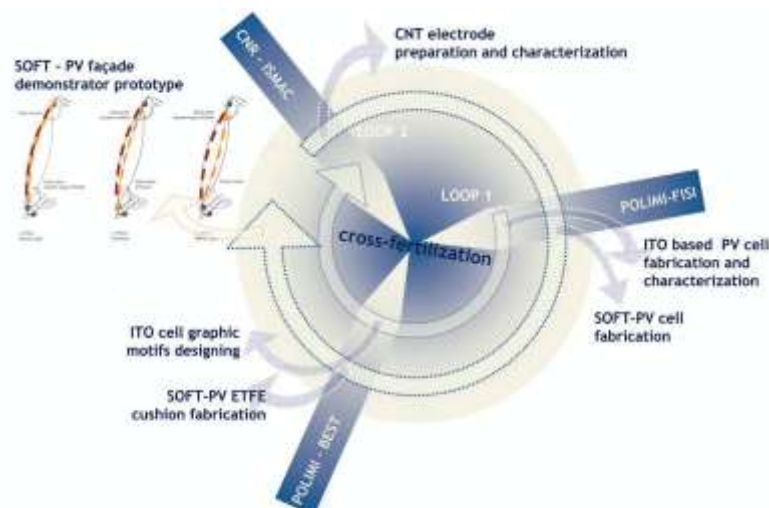 CNT electrode
preparation and characterization
CNR - ISMAC
SOFT - PV façade
demonstrator prototype
LOOP 2
LOOP 1
POLIMI-FISI
cross-fertilization
ITO based PV cell
fabrication and
characterization
SOFT-PV cell
fabrication
ITO cell graphic
motifs designing
SOFT-PV ETFE
cushion fabrication
POLIMI - BEST